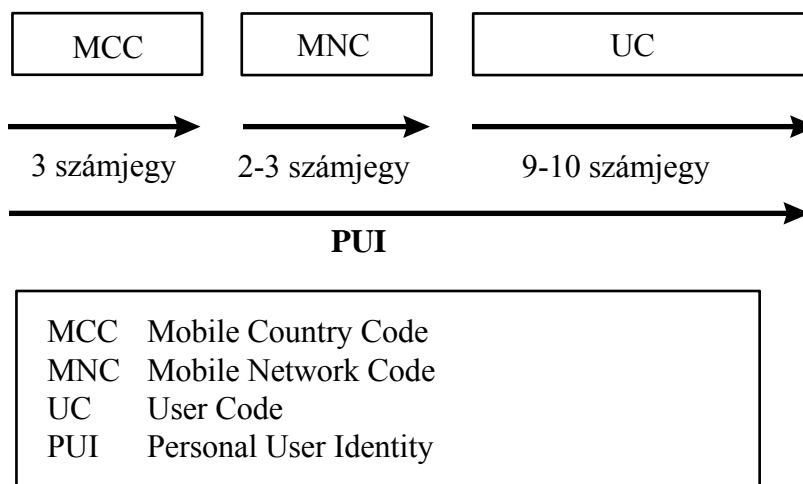 MCC MNC UC
3 számjegy 2-3 számjegy 9-10 számjegy
PUI
MCC Mobile Country Code
MNC Mobile Network Code
UC User Code
PUI Personal User Identity